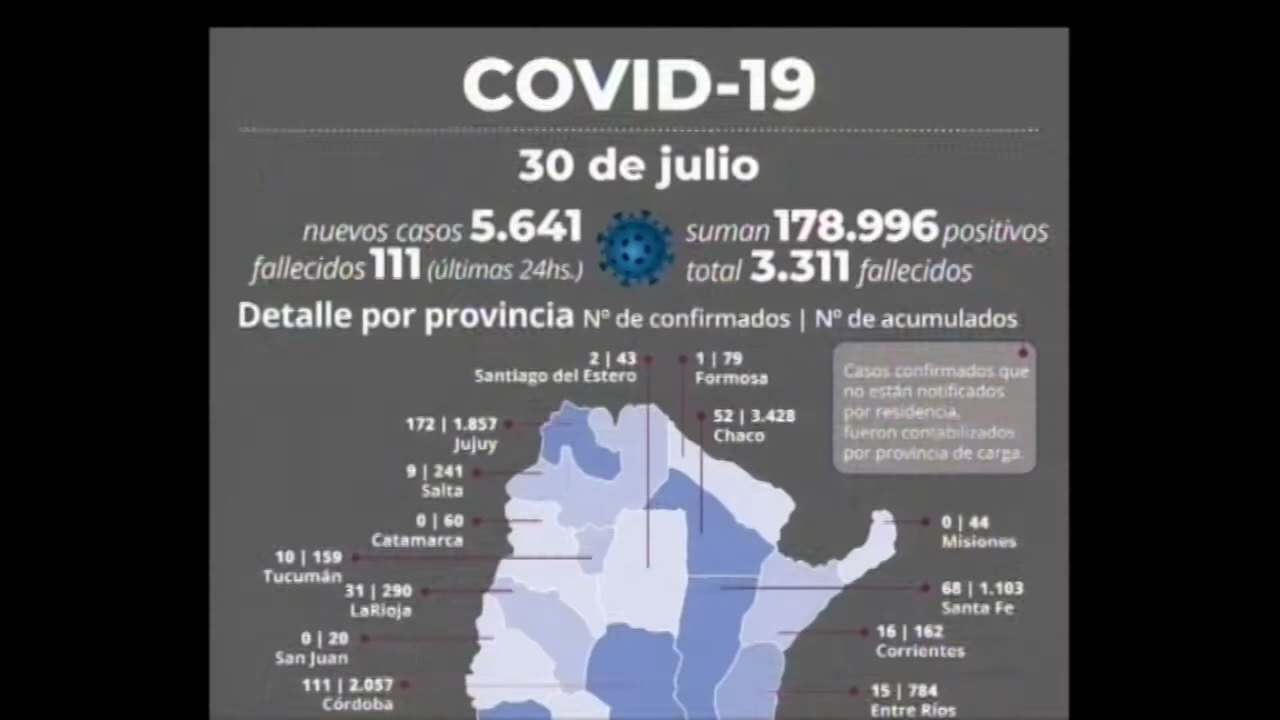 COVID-19
30 de julio
nuevos casos 5.641
fallecidos 111 (últimas 24hs.)
suman 178.996 positivos
total 3.311 fallecidos
Detalle por provincia Nº de confirmados | Nº de acumulados
2 | 43
Santiago del Estero
1 | 79
Formosa
Casos confirmados que
no están notificados
por residencia,
fueron contabilizados
por provincia de carga.
52 | 3.428
Chaco
172 | 1.857
Jujuy
9 | 241
Salta
0 | 60
Catamarca
0 | 44
Misiones
10 | 159
Tucumán
31 | 290
LaRioja
68 | 1.103
Santa Fe
0 | 20
San Juan
16 | 162
Corrientes
111 | 2.057
Córdoba
15 | 784
Entre Ríos